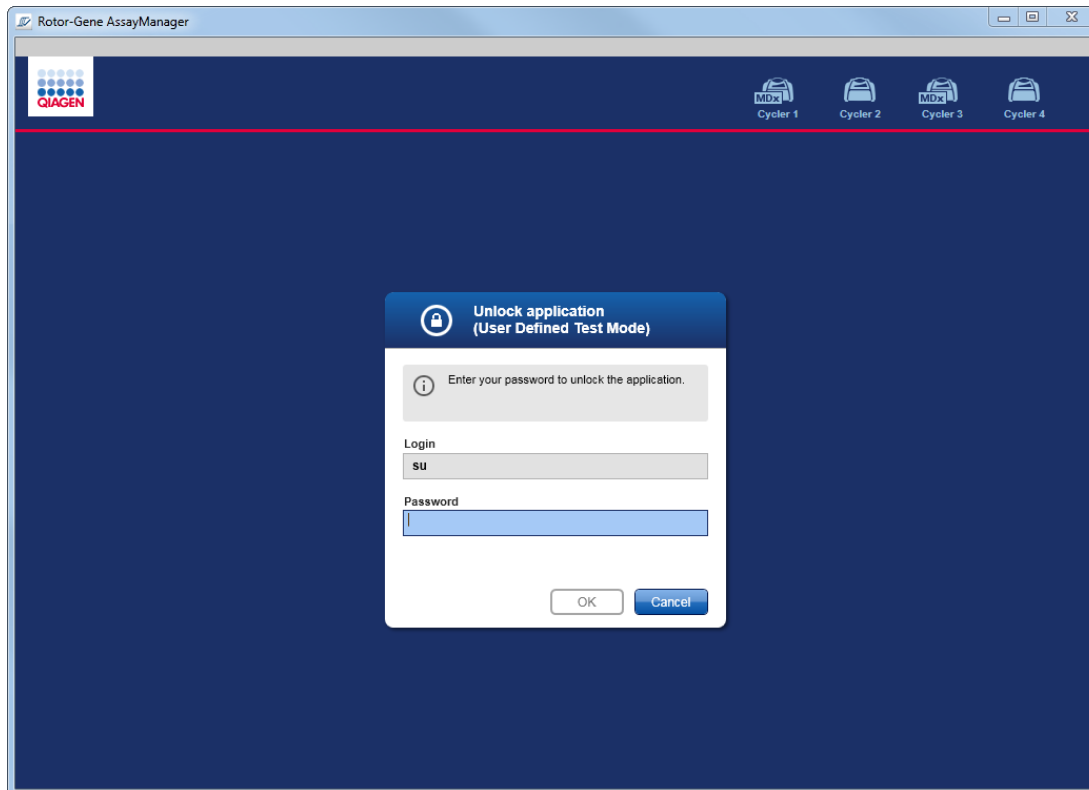 Rotor-Gene AssayManager
QIAGEN
MDx
MDx
Cycler 1
Cycler 2
Cycler 3
Cycler 4
Unlock application
(User Defined Test Mode)
Enter your password to unlock the application.
Login
su
Password
OK
Cancel